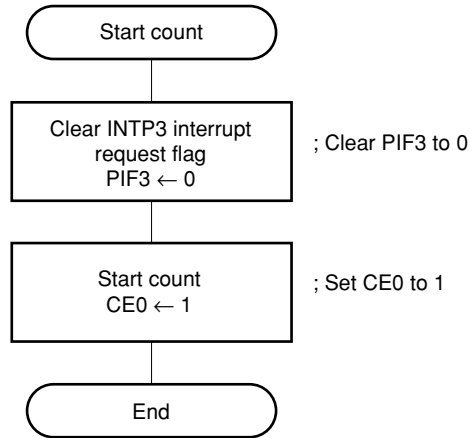 Start count
Clear INTP3 interrupt
request flag
PIF3 ← 0
; Clear PIF3 to 0
Start count
CE0 ← 1
; Set CE0 to 1
End